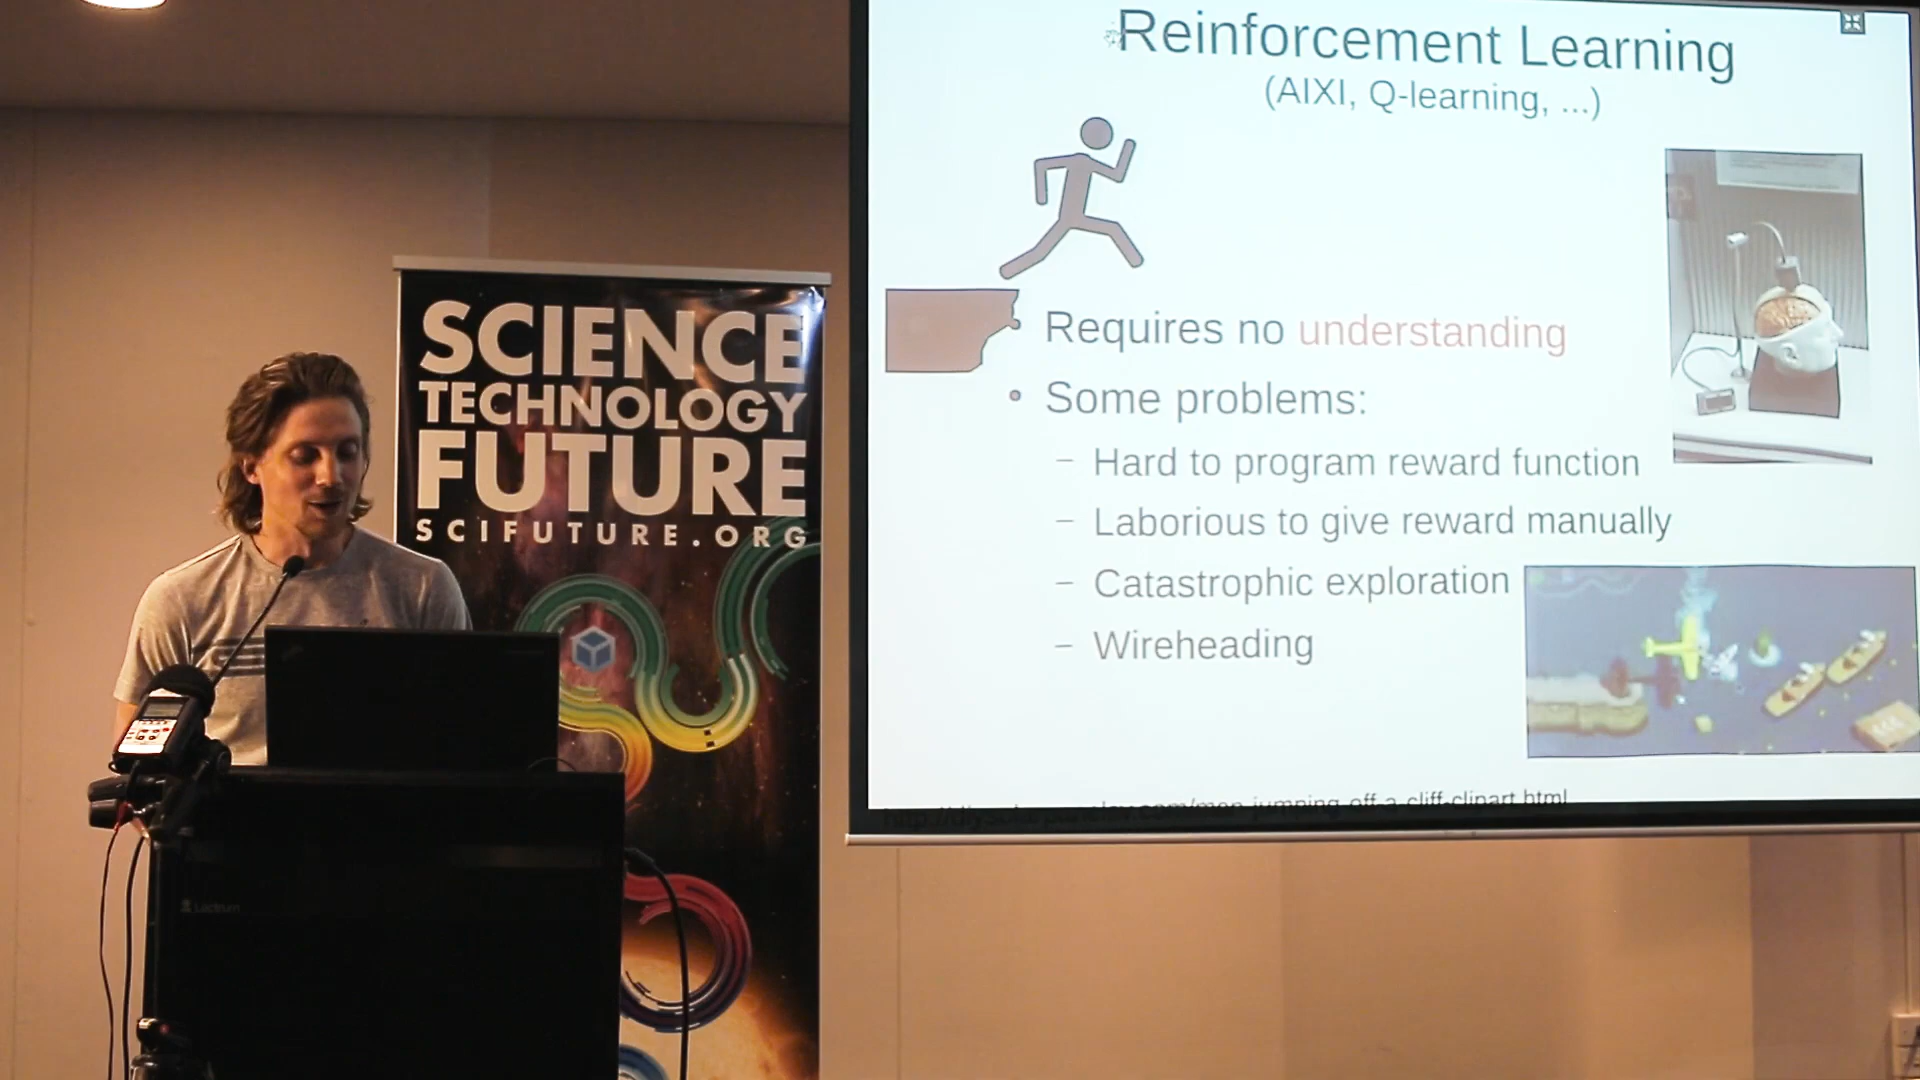 SCIENCE
TECHNOLOGY
FUTURE
SCIFUTURE.ORG
Reinforcement Learning
(AIXI, Q-learning, ...)
• Requires no understanding
• Some problems:
– Hard to program reward function
– Laborious to give reward manually
– Catastrophic exploration
– Wireheading